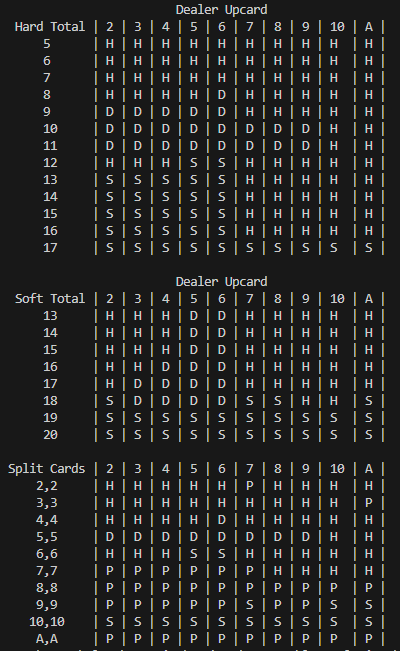 Dealer Upcard
Hard Total | 2 | 3 | 4 | 5 | 6 | 7 | 8 | 9 | 10 | A |
5 | H | H | H | H | H | H | H | H | H | H |
6 | H | H | H | H | H | H | H | H | H | H |
7 | H | H | H | H | H | H | H | H | H | H |
8 | H | H | H | H | D | H | H | H | H | H |
9 | D | D | D | D | D | H | H | H | H | H |
10 | D | D | D | D | D | D | D | D | H | H |
11 | D | D | D | D | D | D | D | D | D | H |
12 | H | H | H | S | S | H | H | H | H | H |
13 | S | S | S | S | S | H | H | H | H | H |
14 | S | S | S | S | S | H | H | H | H | H |
15 | S | S | S | S | S | H | H | H | H | H |
16 | S | S | S | S | S | H | H | H | H | H |
17 | S | S | S | S | S | S | S | S | S | S |
Dealer Upcard
Soft Total | 2 | 3 | 4 | 5 | 6 | 7 | 8 | 9 | 10 | A |
13 | H | H | H | D | D | H | H | H | H | H |
14 | H | H | H | D | D | H | H | H | H | H |
15 | H | H | H | D | D | H | H | H | H | H |
16 | H | H | D | D | D | H | H | H | H | H |
17 | H | D | D | D | D | H | H | H | H | H |
18 | S | D | D | D | D | S | S | H | H | S |
19 | S | S | S | S | S | S | S | S | S | S |
20 | S | S | S | S | S | S | S | S | S | S |
Split Cards | 2 | 3 | 4 | 5 | 6 | 7 | 8 | 9 | 10 | A |
2,2 | H | H | H | H | H | P | H | H | H | H |
3,3 | H | H | H | H | H | H | H | H | H | P |
4,4 | H | H | H | H | D | H | H | H | H | H |
5,5 | D | D | D | D | D | D | D | D | H | H |
6,6 | H | H | H | S | S | H | H | H | H | H |
7,7 | P | P | P | P | P | P | H | H | H | H |
8,8 | P | P | P | P | P | P | P | P | P | P |
9,9 | P | P | P | P | P | S | P | P | S | S |
10,10 | S | S | S | S | S | S | S | S | S | S |
A,A | P | P | P | P | P | P | P | P | P | P |